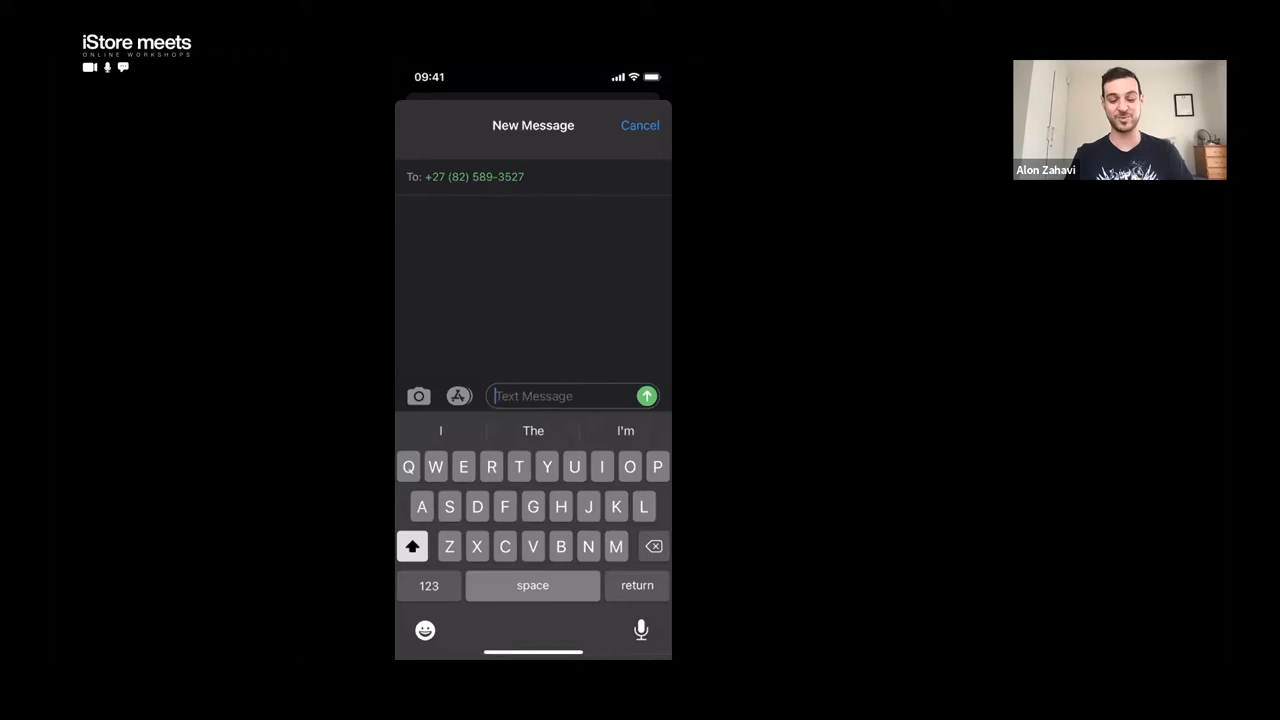 iStore meets
ONLINE WORKSHOPS
09:41
New Message
Cancel
To: +27 (82) 589-3527
Text Message
I
The
I'm
Q W E R T Y U I O P
A S D F G H J K L
Z X C V B N M
123
space
return
Alon Zahavi